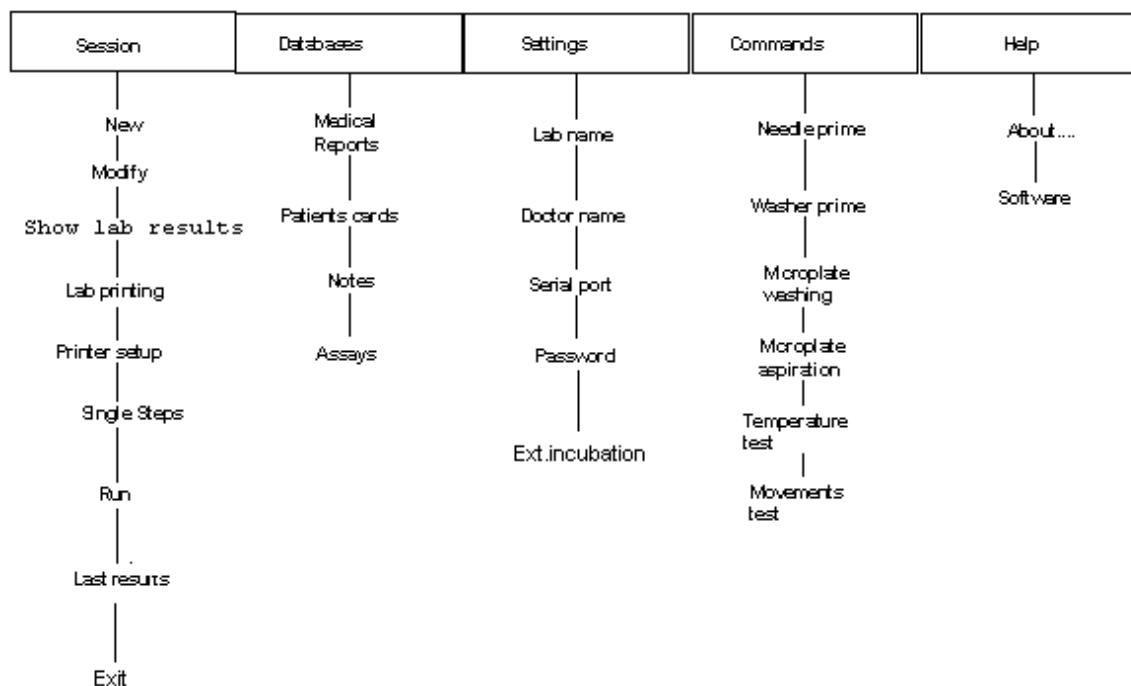 Session
Databases
Settings
Commands
Help
New
Modify
Show lab results
Lab printing
Printer setup
Single Steps
Run
Last results
Exit
Medical
Reports
Patients cards
Notes
Assays
Lab name
Doctor name
Serial port
Password
Ext.incubation
Needle prime
Washer prime
Microplate
washing
Microplate
aspiration
Temperature
test
Movements
test
About....
Software